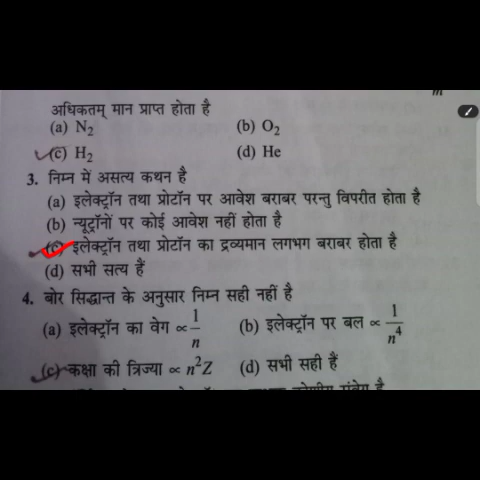 m
अधिकतम् मान प्राप्त होता है
(a) N₂ (b) O₂
(c) H₂ (d) He
3. निम्न में असत्य कथन है
(a) इलेक्ट्रॉन तथा प्रोटॉन पर आवेश बराबर परन्तु विपरीत होता है
(b) न्यूट्रॉनों पर कोई आवेश नहीं होता है
(c) इलेक्ट्रॉन तथा प्रोटॉन का द्रव्यमान लगभग बराबर होता है
(d) सभी सत्य हैं
4. बोर सिद्धान्त के अनुसार निम्न सही नहीं है
(a) इलेक्ट्रॉन का वेग ∝ 1/n (b) इलेक्ट्रॉन पर बल ∝ 1/n⁴
(c) कक्षा की त्रिज्या ∝ n²Z (d) सभी सही हैं